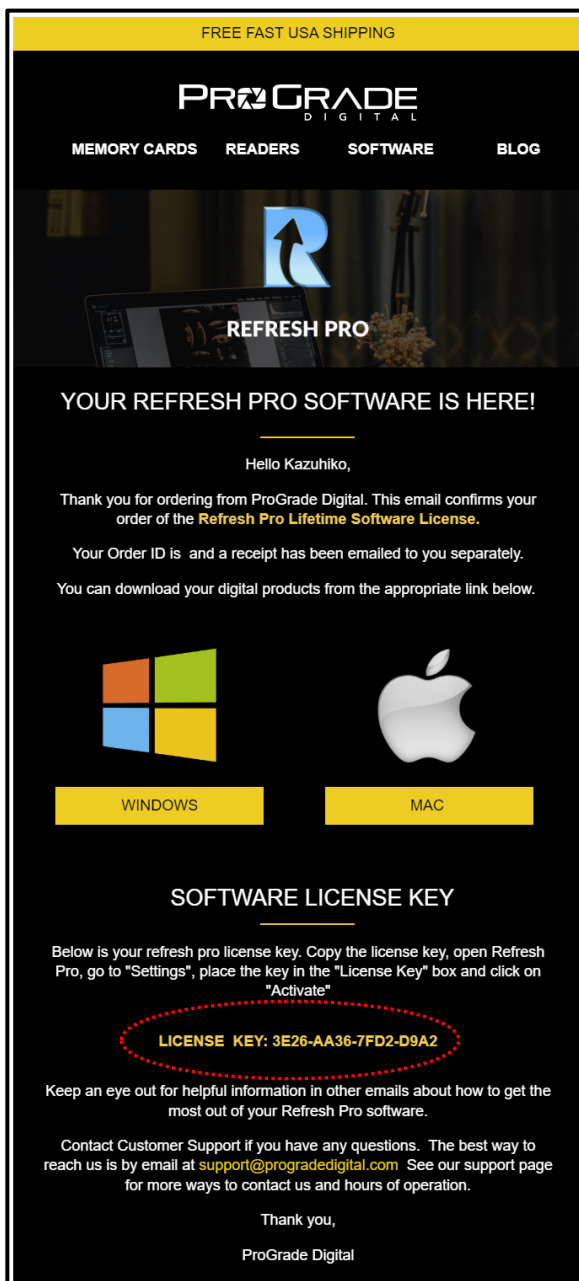 FREE FAST USA SHIPPING
PROGRADE
DIGITAL
MEMORY CARDS READERS SOFTWARE BLOG
REFRESH PRO
YOUR REFRESH PRO SOFTWARE IS HERE!
Hello Kazuhiko,
Thank you for ordering from ProGrade Digital. This email confirms your
order of the Refresh Pro Lifetime Software License.
Your Order ID is and a receipt has been emailed to you separately.
You can download your digital products from the appropriate link below.
WINDOWS MAC
SOFTWARE LICENSE KEY
Below is your refresh pro license key. Copy the license key, open Refresh
Pro, go to "Settings", place the key in the "License Key" box and click on
"Activate"
LICENSE KEY: 3E26-AA36-7FD2-D9A2
Keep an eye out for helpful information in other emails about how to get the
most out of your Refresh Pro software.
Contact Customer Support if you have any questions. The best way to
reach us is by email at support@progradedigital.com See our support page
for more ways to contact us and hours of operation.
Thank you,
ProGrade Digital